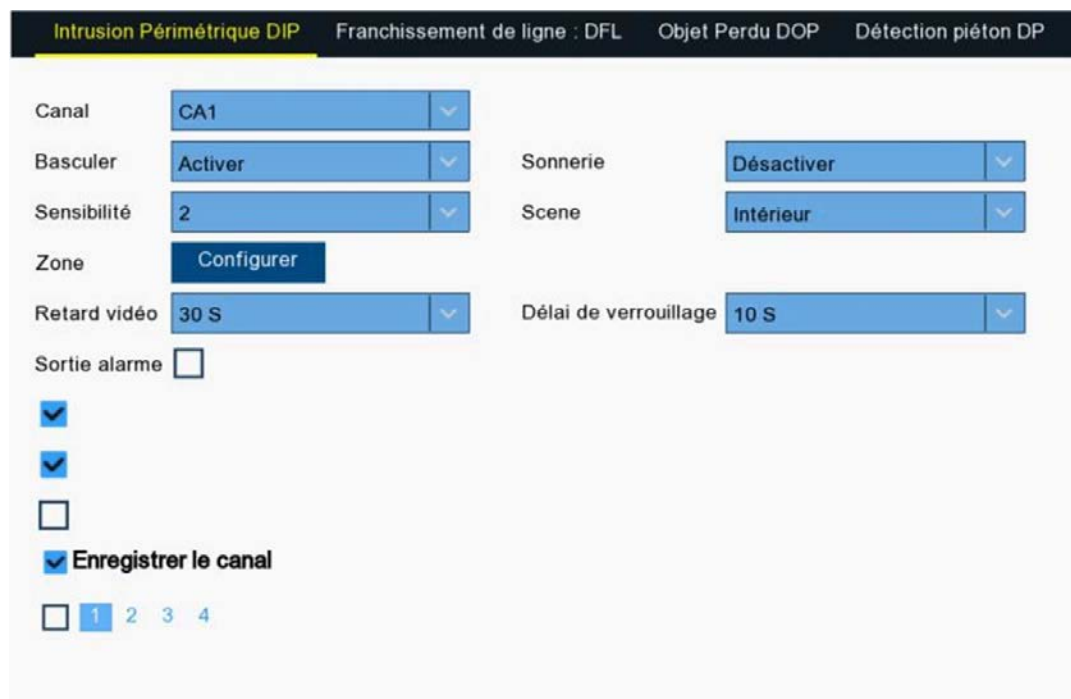 Intrusion Périmétrique DIP Franchissement de ligne : DFL Objet Perdu DOP Détection piéton DP
Canal CA1
Basculer Activer Sonnerie Désactiver
Sensibilité 2 Scene Intérieur
Zone Configurer
Retard vidéo 30 S Délai de verrouillage 10 S
Sortie alarme
Enregistrer le canal
1 2 3 4